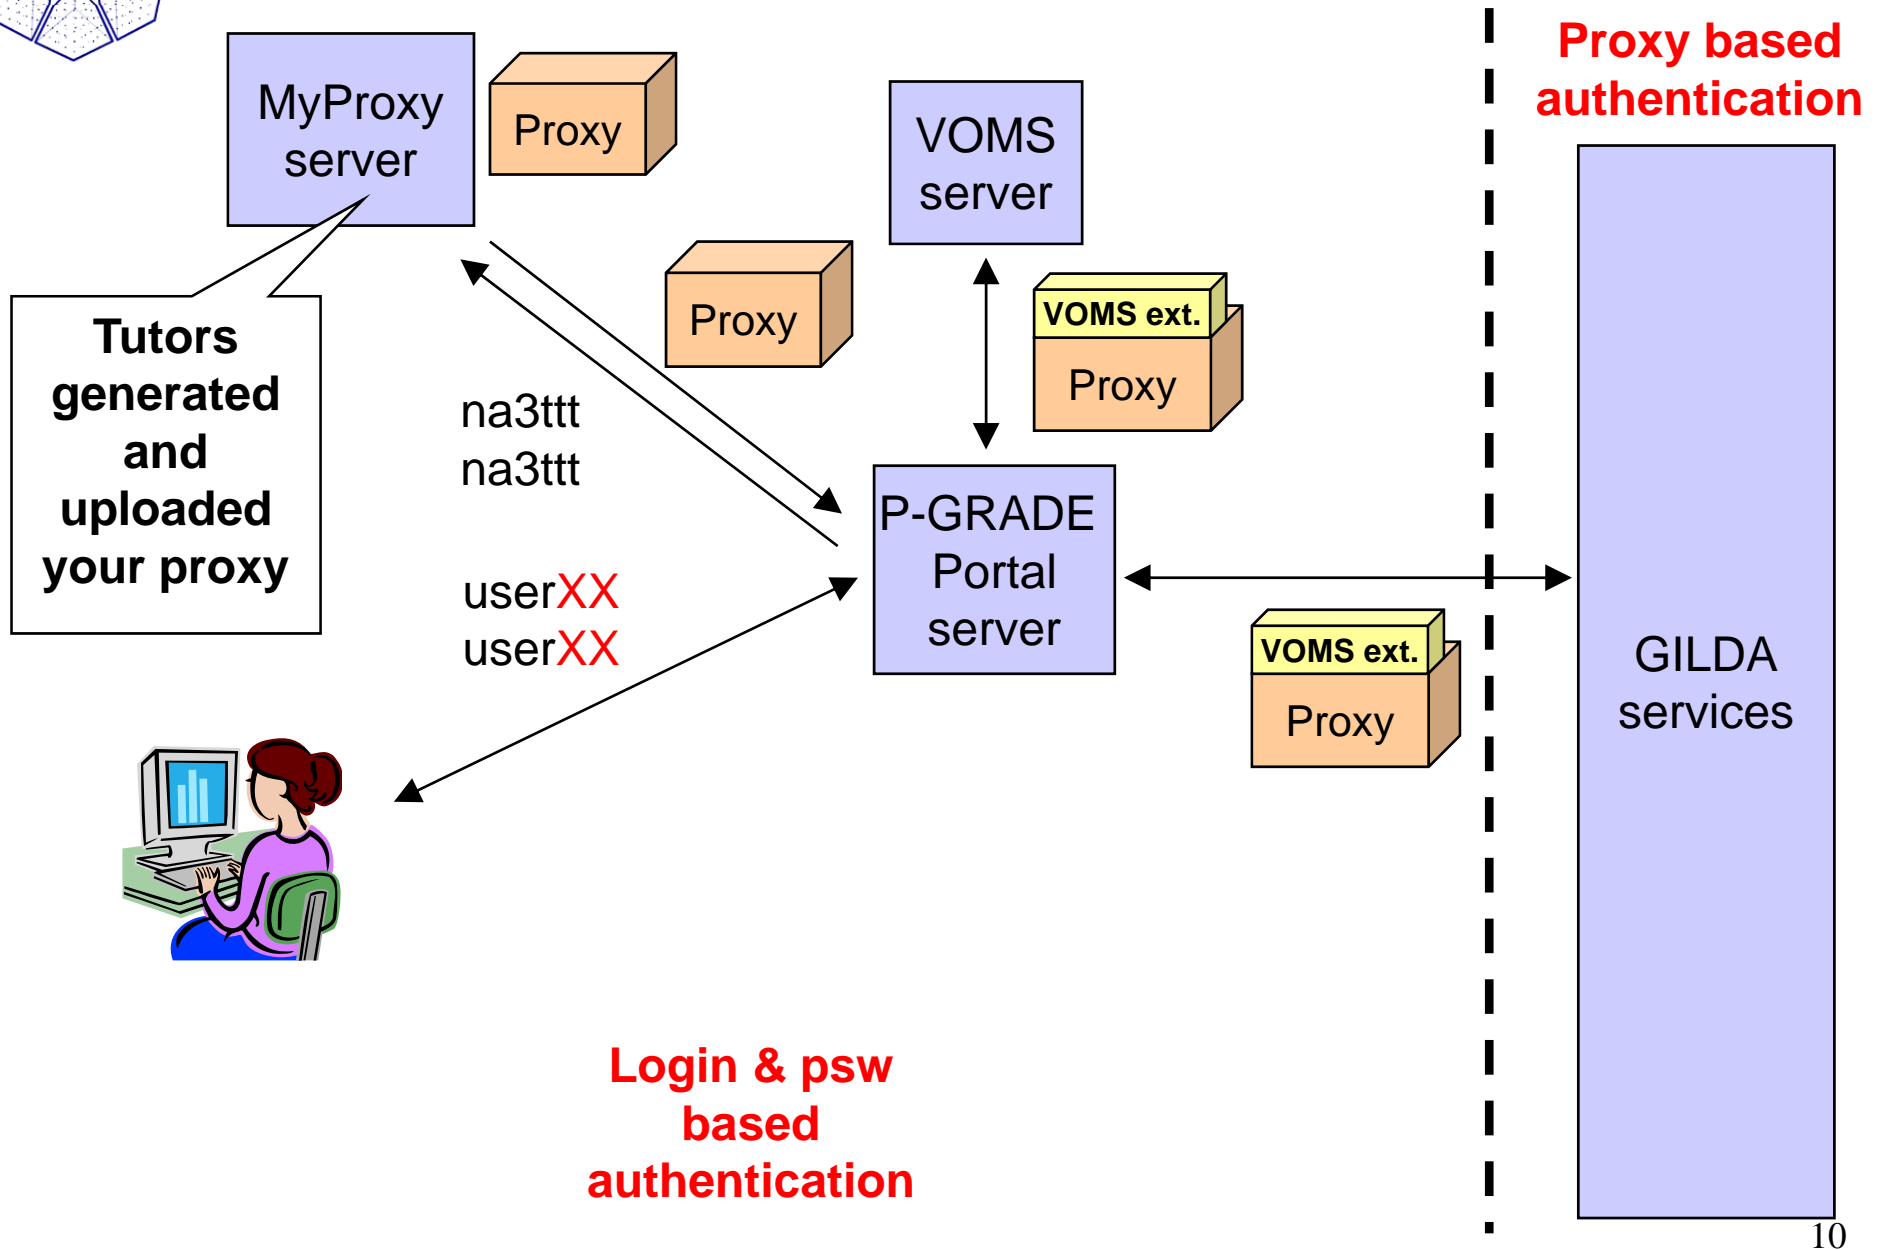 Proxy based
authentication
MyProxy
server
Proxy
VOMS
server
Proxy
VOMS ext.
Proxy
Tutors
generated
and
uploaded
your proxy
na3ttt
na3ttt
P-GRADE
Portal
server
userXX
userXX
VOMS ext.
Proxy
GILDA
services
Login & psw
based
authentication
10